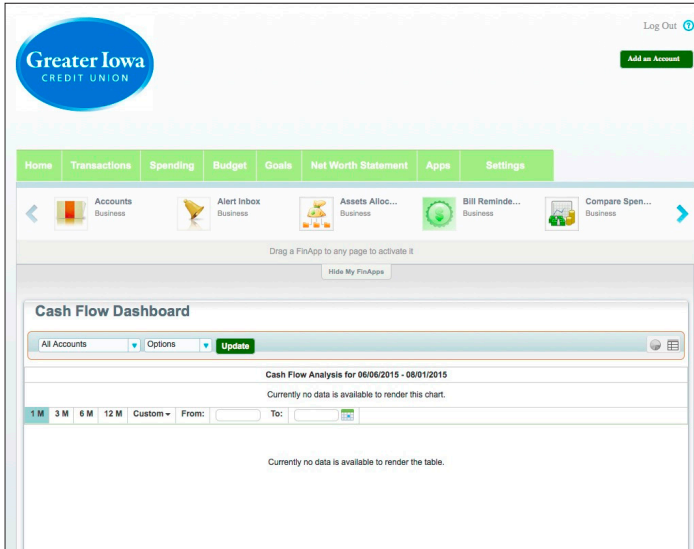 Log Out ?
Greater Iowa
CREDIT UNION
Add an Account
Home Transactions Spending Budget Goals Net Worth Statement Apps Settings
Accounts
Business
Alert Inbox
Business
Assets Alloc...
Business
Bill Reminde...
Business
Compare Spen...
Business
Drag a FinApp to any page to activate it
Hide My FinApps
Cash Flow Dashboard
All Accounts Options Update
Cash Flow Analysis for 06/06/2015 - 08/01/2015
Currently no data is available to render this chart.
1 M 3 M 6 M 12 M Custom From: To:
Currently no data is available to render the table.